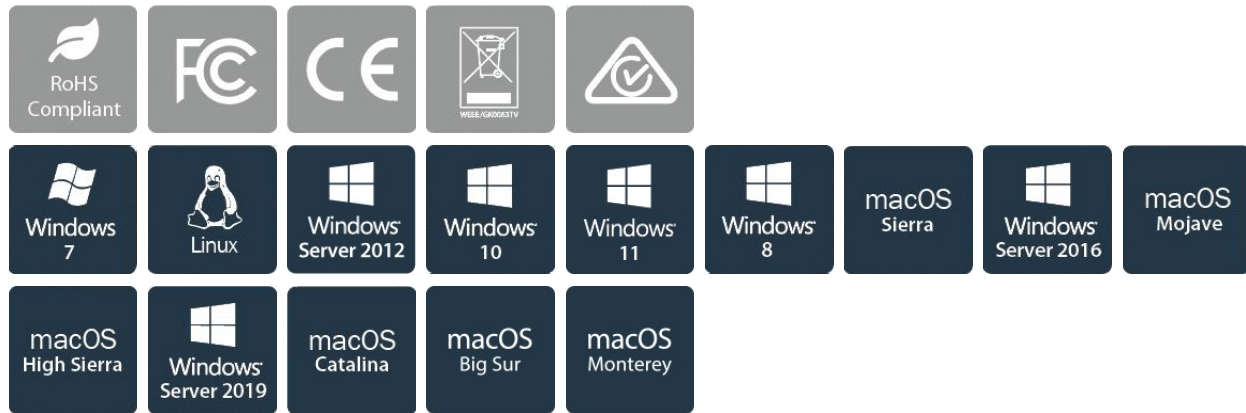 RoHS
Compliant
FC
CE
WEEE/GK0083TV
Windows
7
Linux
Windows
Server 2012
Windows
10
Windows
11
Windows
8
macOS
Sierra
Windows
Server 2016
macOS
Mojave
macOS
High Sierra
Windows
Server 2019
macOS
Catalina
macOS
Big Sur
macOS
Monterey